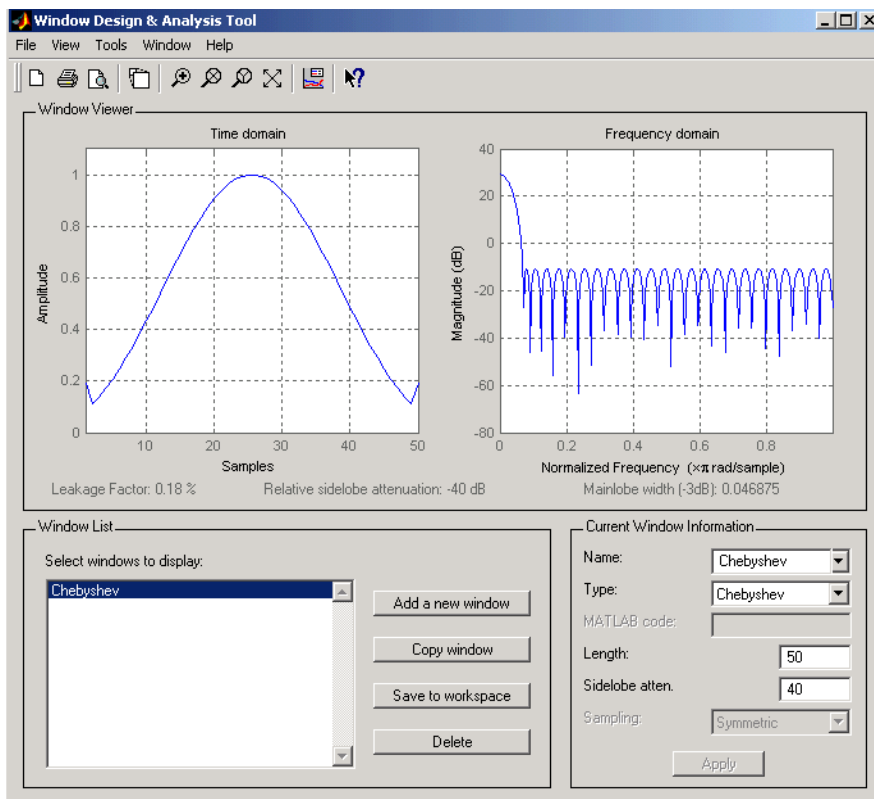 Window Design & Analysis Tool
File View Tools Window Help
Window Viewer
Time domain
Frequency domain
1
0.8
0.6
0.4
0.2
0
Amplitude
10 20 30 40 50
Samples
40
20
0
-20
-40
-60
-80
Magnitude (dB)
0 0.2 0.4 0.6 0.8
Normalized Frequency (×π rad/sample)
Leakage Factor: 0.18 % Relative sidelobe attenuation: -40 dB Mainlobe width (-3dB): 0.046875
Window List
Select windows to display:
Chebyshev
Add a new window
Copy window
Save to workspace
Delete
Current Window Information
Name: Chebyshev
Type: Chebyshev
MATLAB code:
Length: 50
Sidelobe atten. 40
Sampling: Symmetric
Apply